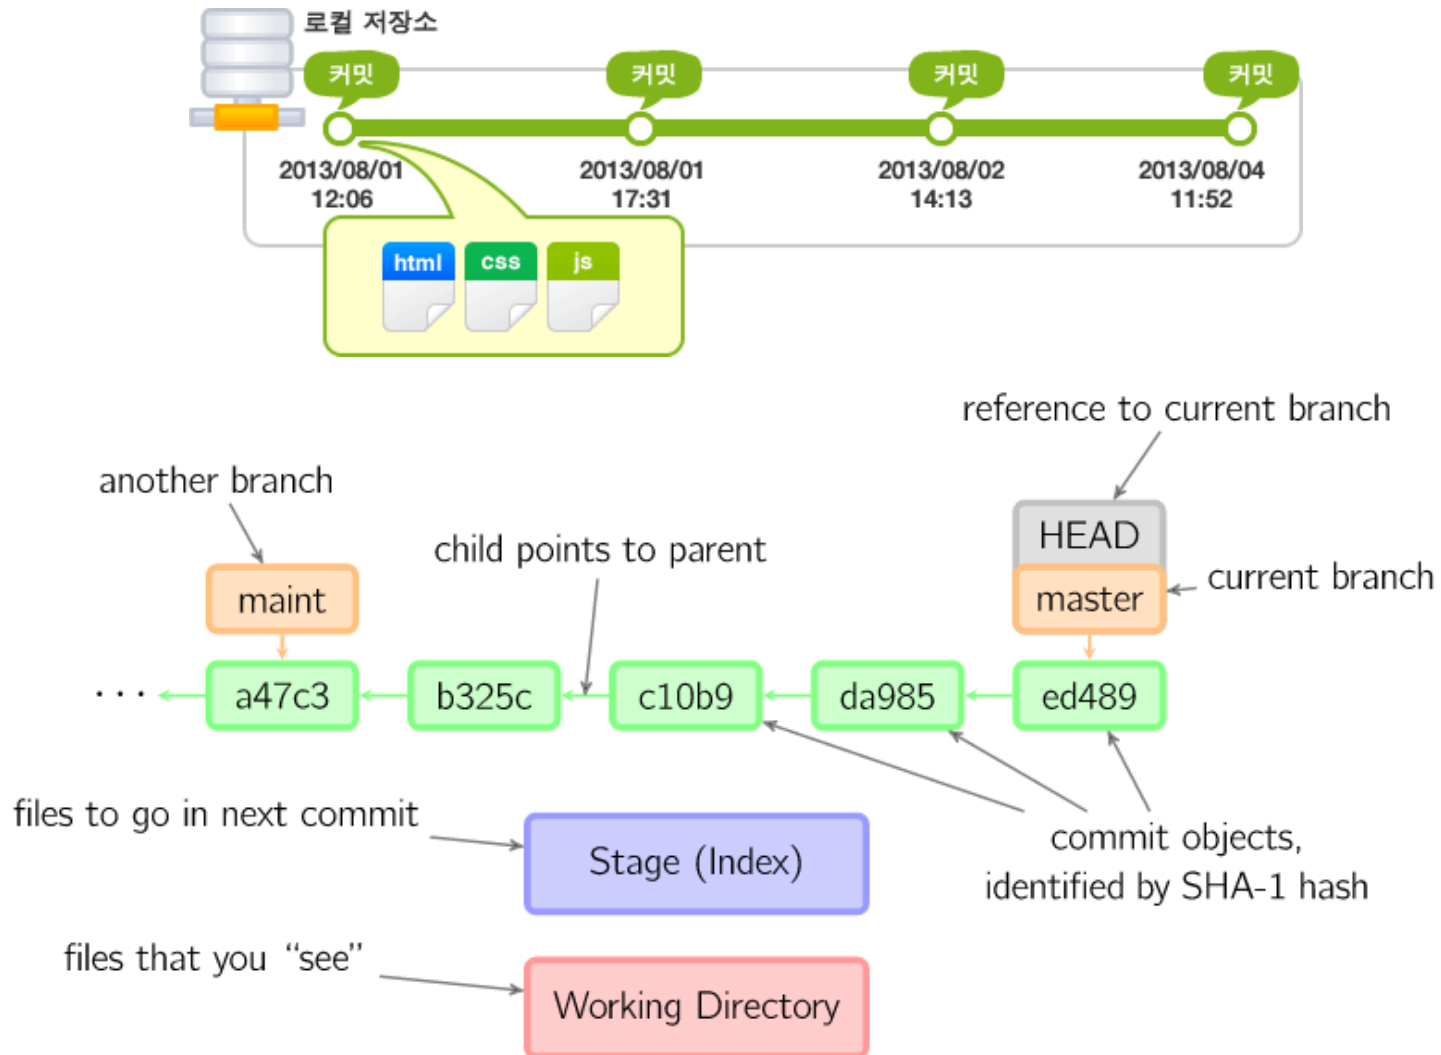 로컬 저장소
커밋 커밋 커밋 커밋
2013/08/01 2013/08/01 2013/08/02 2013/08/04
12:06 17:31 14:13 11:52
html css js
reference to current branch
another branch
HEAD
child points to parent
current branch
maint
master
··· a47c3 b325c c10b9 da985 ed489
files to go in next commit
Stage (Index)
commit objects,
identified by SHA-1 hash
files that you “see”
Working Directory